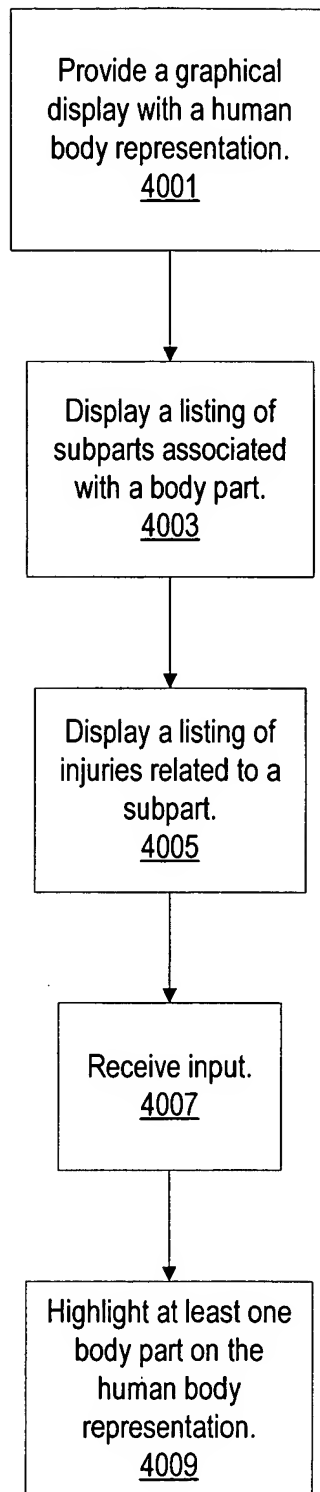 Provide a graphical
display with a human
body representation.
4001
Display a listing of
subparts associated
with a body part.
4003
Display a listing of
injuries related to a
subpart.
4005
Receive input.
4007
Highlight at least one
body part on the
human body
representation.
4009